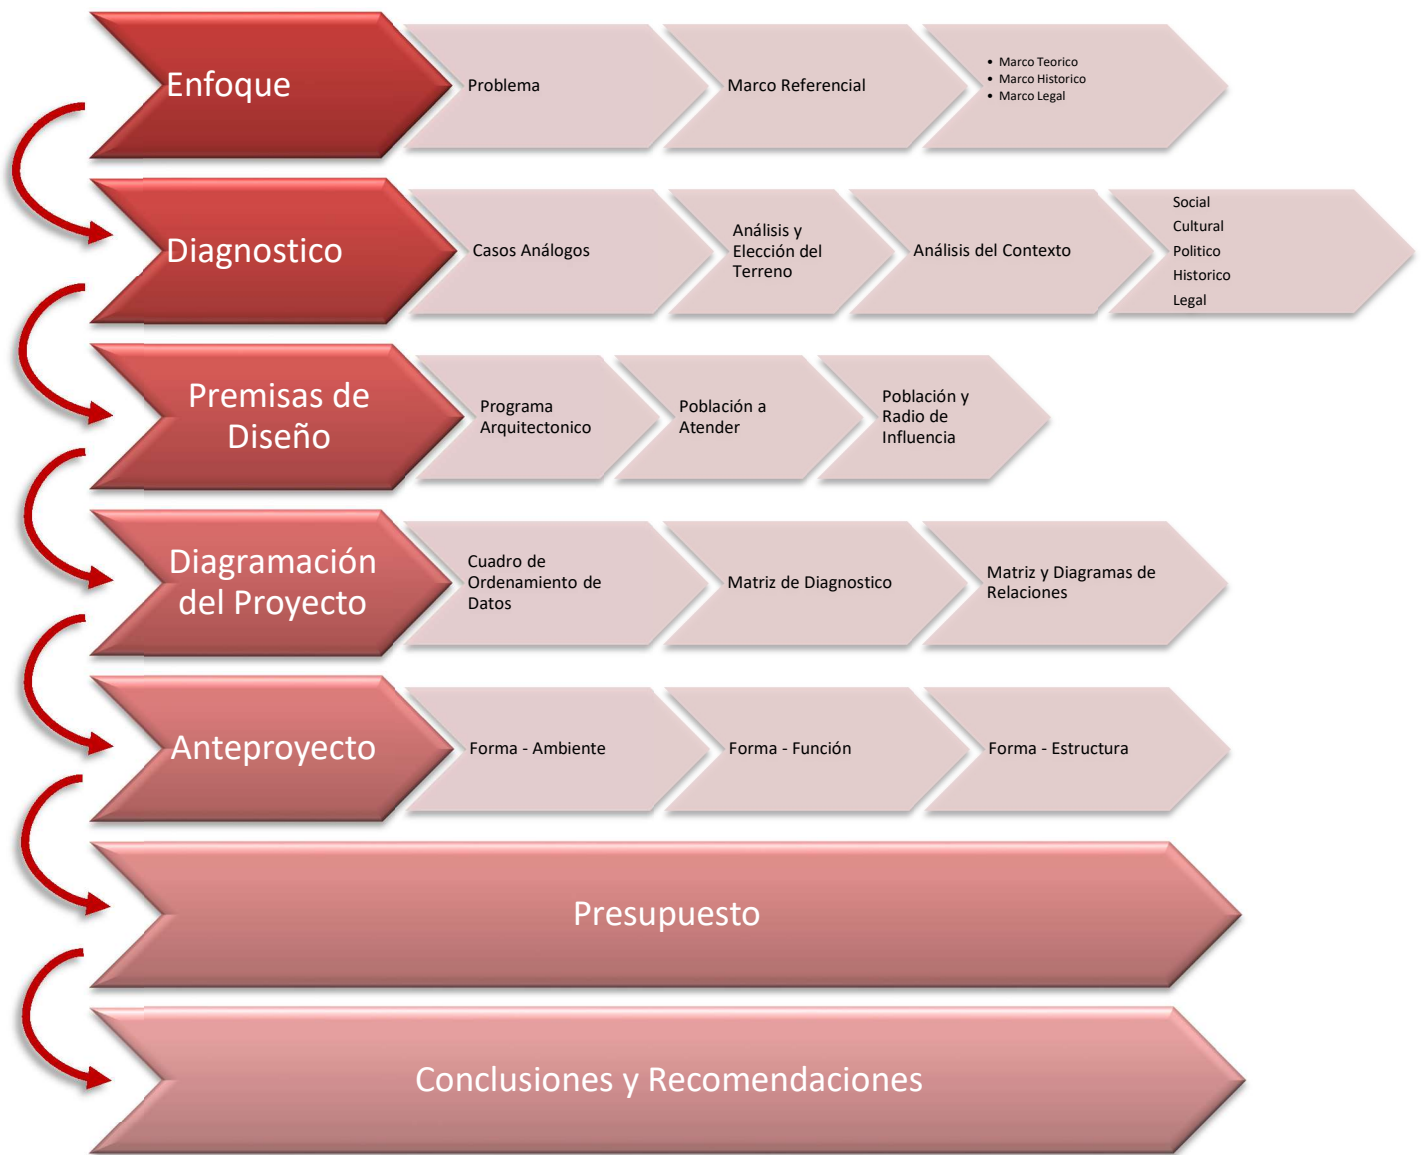 Enfoque
Problema
Marco Referencial
• Marco Teorico
• Marco Historico
• Marco Legal
Diagnostico
Casos Análogos
Análisis y
Elección del
Terreno
Análisis del Contexto
Social
Cultural
Politico
Historico
Legal
Premisas de
Diseño
Programa
Arquitectonico
Población a
Atender
Población y
Radio de
Influencia
Diagramación
del Proyecto
Cuadro de
Ordenamiento de
Datos
Matriz de Diagnostico
Matriz y Diagramas de
Relaciones
Anteproyecto
Forma - Ambiente
Forma - Función
Forma - Estructura
Presupuesto
Conclusiones y Recomendaciones